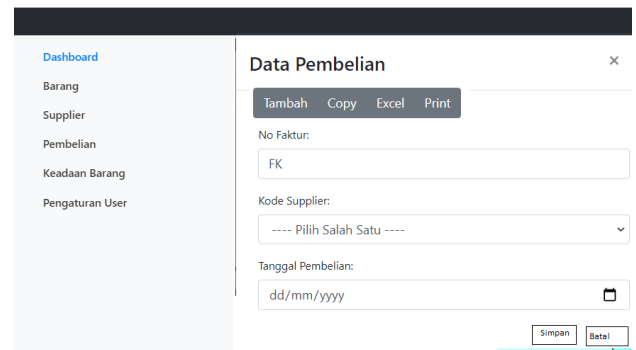 Dashboard
Barang
Supplier
Pembelian
Keadaan Barang
Pengaturan User
Data Pembelian ×
Tambah Copy Excel Print
No Faktur:
FK
Kode Supplier:
---- Pilih Salah Satu ----
Tanggal Pembelian:
dd/mm/yyyy
Simpan Batal